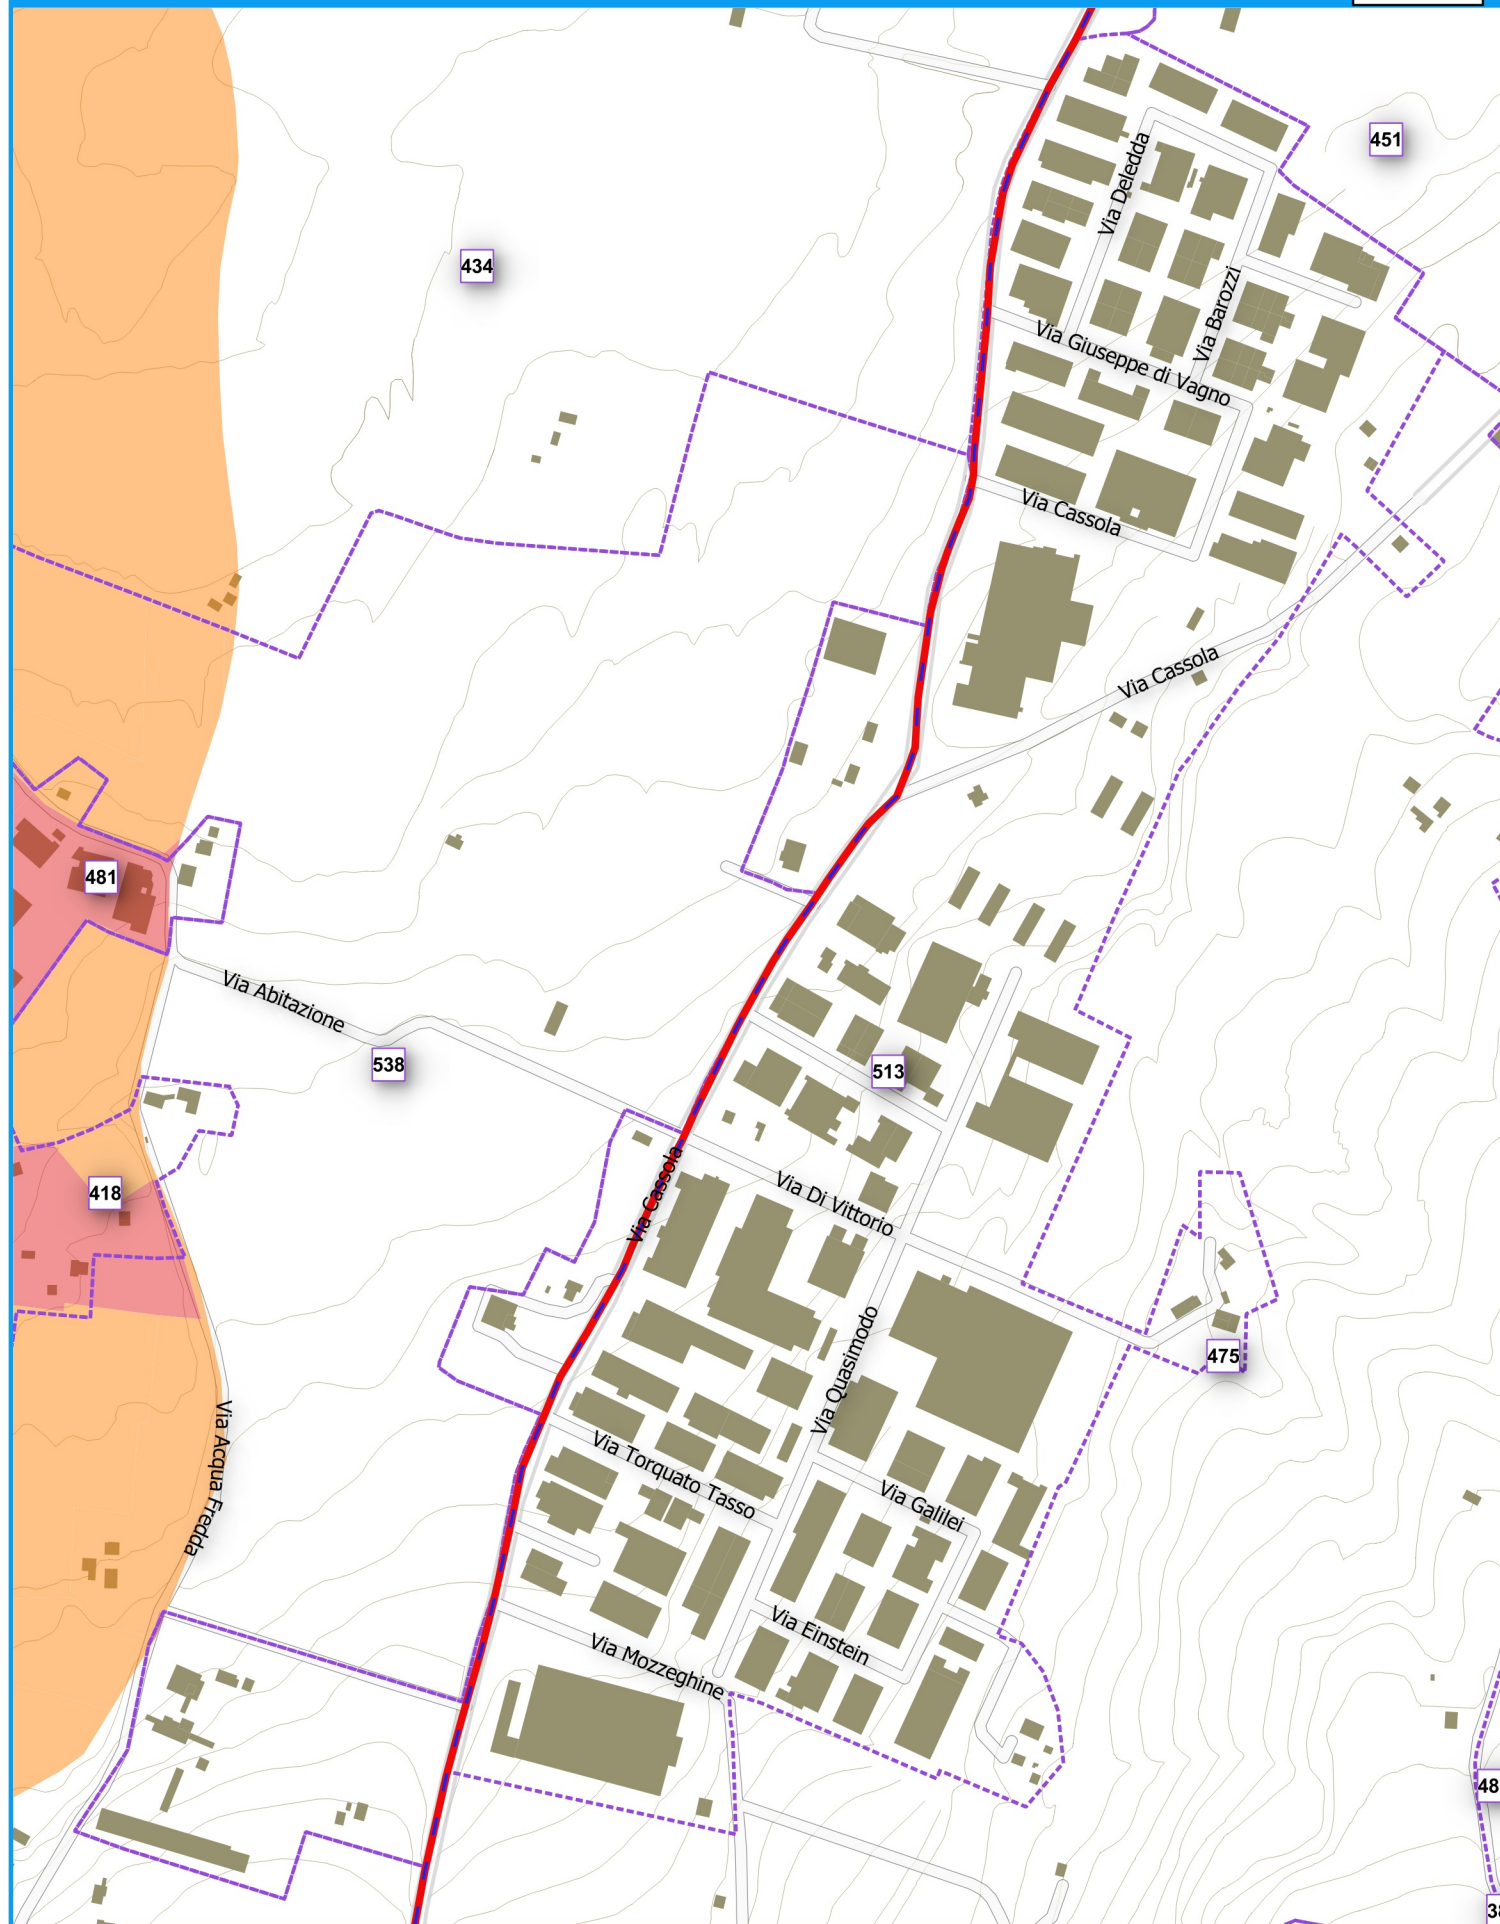 451
Via Deledda
434
Via Barozzi
Via Giuseppe di Vagno
Via Cassola
Via Cassola
481
Via Abitazione
538
513
Via Cassola
Via Di Vittorio
418
475
Via Quasimodo
Via Acqua Fredda
Via Torquato Tasso
Via Galilei
Via Einstein
Via Mozzeghine
48